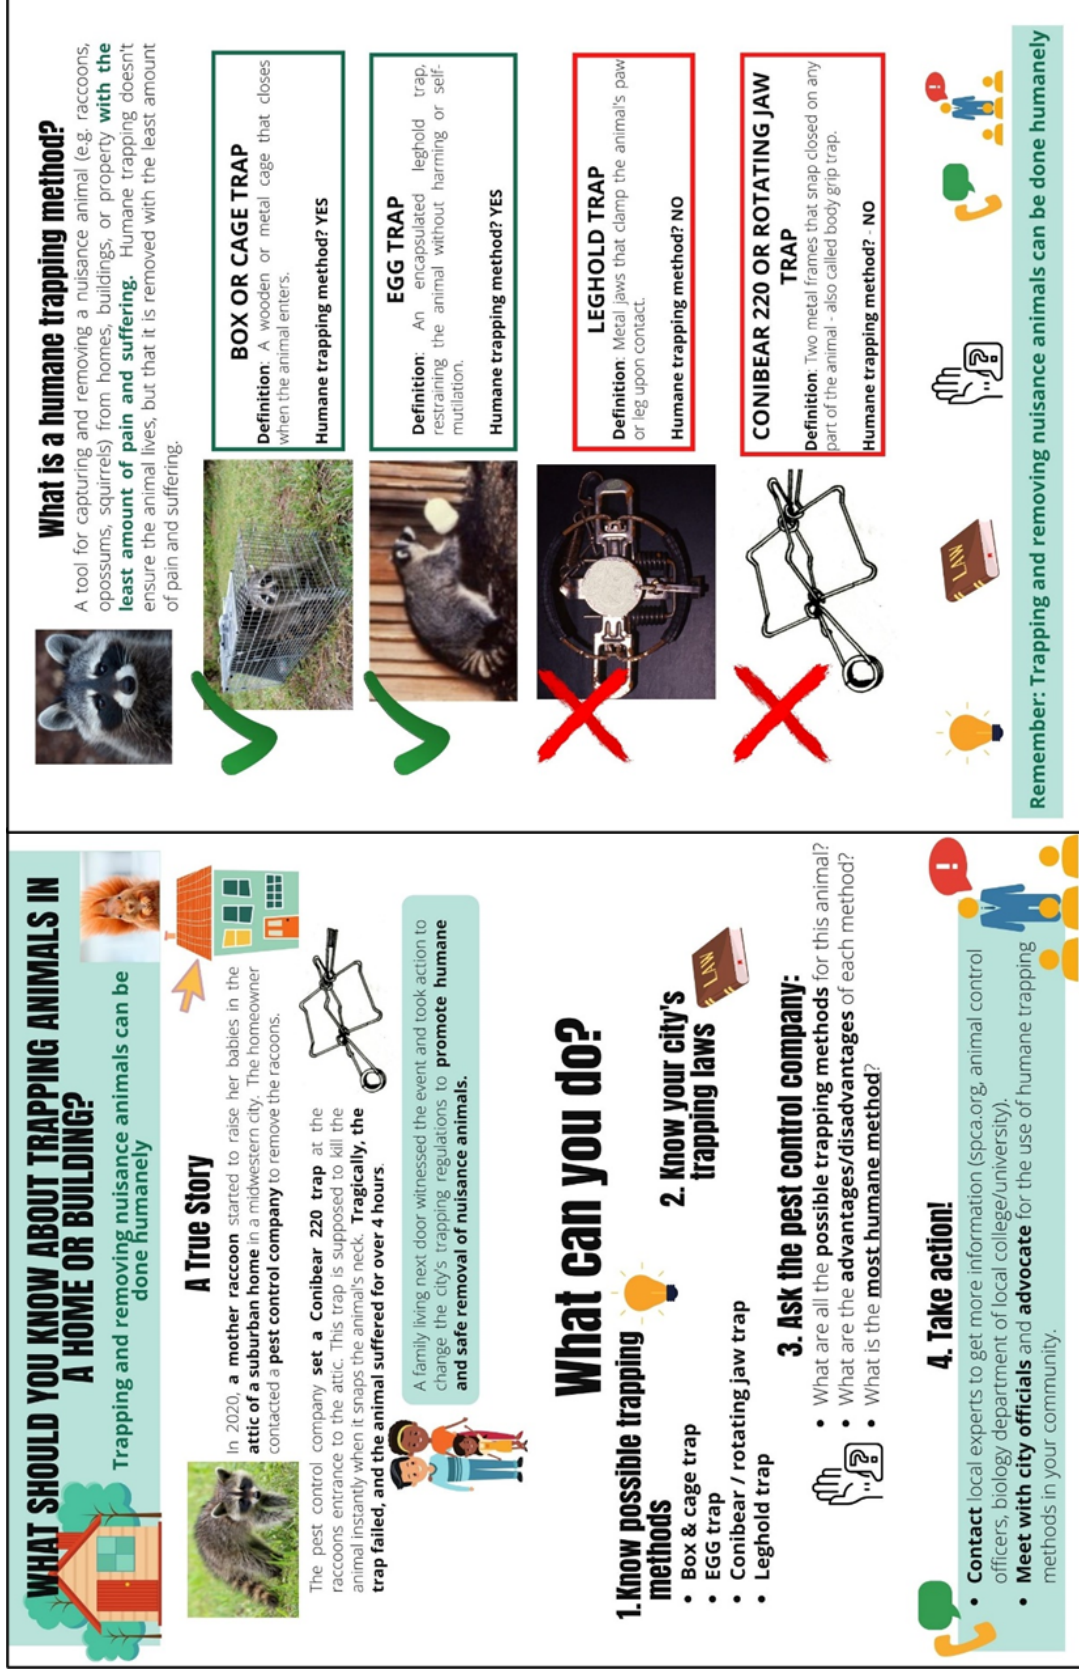 WHAT SHOULD YOU KNOW ABOUT TRAPPING ANIMALS IN
A HOME OR BUILDING?
Trapping and removing nuisance animals can be
done humanely
A True Story
In 2020, a mother raccoon started to raise her babies in the
attic of a suburban home in a midwestern city. The homeowner
contacted a pest control company to remove the racoons.
The pest control company set a Conibear 220 trap at the
raccoons entrance to the attic. This trap is supposed to kill the
animal instantly when it snaps the animal's neck. Tragically, the
trap failed, and the animal suffered for over 4 hours.
A family living next door witnessed the event and took action to
change the city's trapping regulations to promote humane
and safe removal of nuisance animals.
What can you do?
1. Know possible trapping
methods
• Box & cage trap
• EGG trap
• Conibear / rotating jaw trap
• Leghold trap
2. Know your city's
trapping laws
LAW
3. Ask the pest control company:
• What are all the possible trapping methods for this animal?
• What are the advantages/disadvantages of each method?
• What is the most humane method?
4. Take action!
• Contact local experts to get more information (spca.org, animal control
officers, biology department of local college/university).
• Meet with city officials and advocate for the use of humane trapping
methods in your community.
What is a humane trapping method?
A tool for capturing and removing a nuisance animal (e.g. raccoons,
opossums, squirrels) from homes, buildings, or property with the
least amount of pain and suffering. Humane trapping doesn't
ensure the animal lives, but that it is removed with the least amount
of pain and suffering.
BOX OR CAGE TRAP
Definition: A wooden or metal cage that closes
when the animal enters.
Humane trapping method? YES
EGG TRAP
Definition: An encapsulated leghold trap,
restraining the animal without harming or self-
mutilation.
Humane trapping method? YES
LEGHOLD TRAP
Definition: Metal jaws that clamp the animal's paw
or leg upon contact.
Humane trapping method? NO
CONIBEAR 220 OR ROTATING JAW
TRAP
Definition: Two metal frames that snap closed on any
part of the animal - also called body grip trap.
Humane trapping method? - NO
LAW
Remember: Trapping and removing nuisance animals can be done humanely